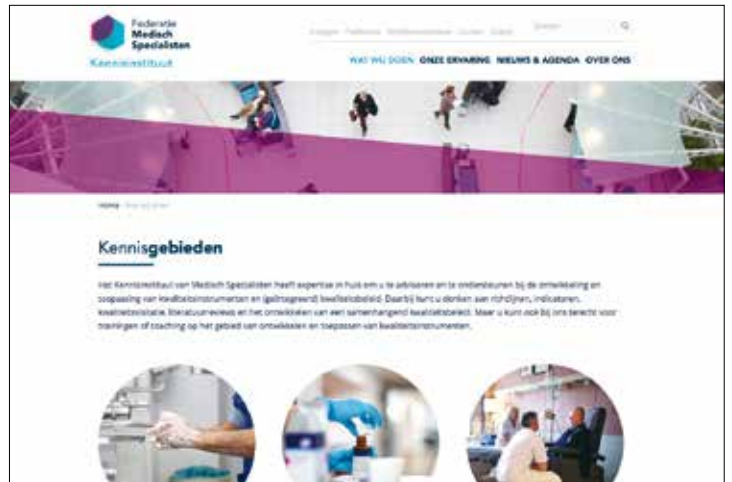 Federatie
Medisch
Specialisten
Kennisinstituut
WAT WIJ DOEN ONZE ERVARING NIEUWS & AGENDA OVER ONS
Home
Kennisgebieden
Het Kennisinstituut van Medisch Specialisten heeft expertise in huis om u te adviseren en te ondersteunen bij de ontwikkeling en
toepassing van kwaliteitsinstrumenten en (geïntegreerd) kwaliteitsbeleid. Daarbij kunt u denken aan richtlijnen, indicatoren,
kwaliteitsvisitatie, literatuurreviews en het ontwikkelen van een samenhangend kwaliteitsbeleid. Maar u kunt ook bij ons terecht voor
trainingen of coaching op het gebied van ontwikkelen en toepassen van kwaliteitsinstrumenten.